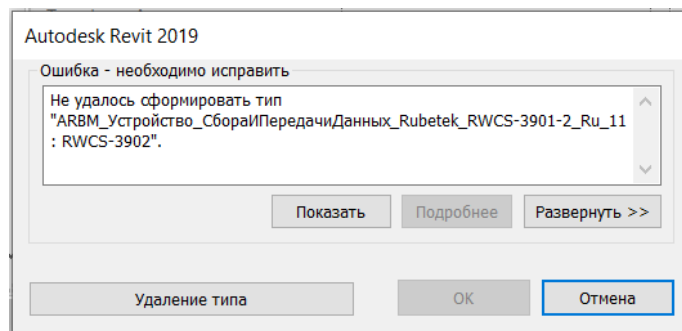 Autodesk Revit 2019
Ошибка - необходимо исправить
Не удалось сформировать тип
"ARBM_Устройство_СбораИПередачиДанных_Rubetek_RWCS-3901-2_Ru_11
: RWCS-3902".
Показать
Подробнее
Развернуть >>
Удаление типа
OK
Отмена